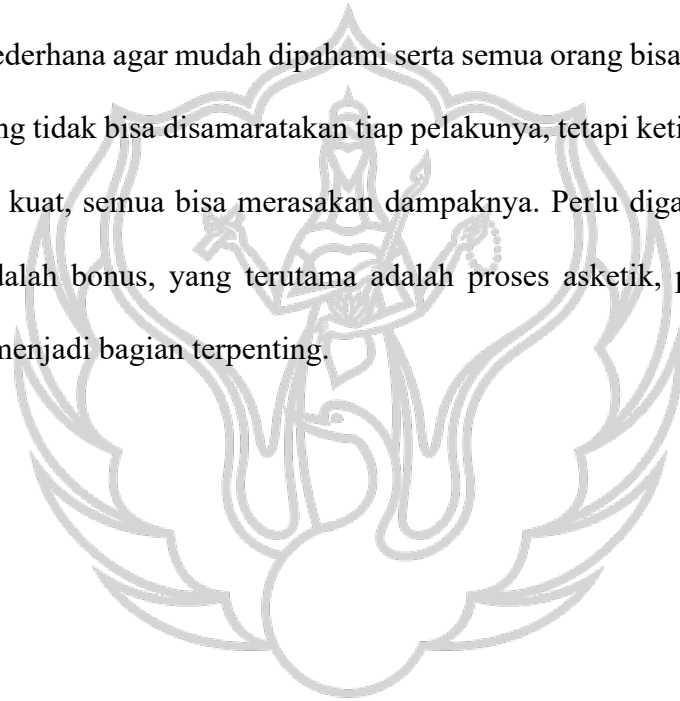 ederhana agar mudah dipahami serta semua orang bisa
ng tidak bisa disamaratakan tiap pelakunya, tetapi keti
kuat, semua bisa merasakan dampaknya. Perlu diga
dalah bonus, yang terutama adalah proses asketik, p
menjadi bagian terpenting.